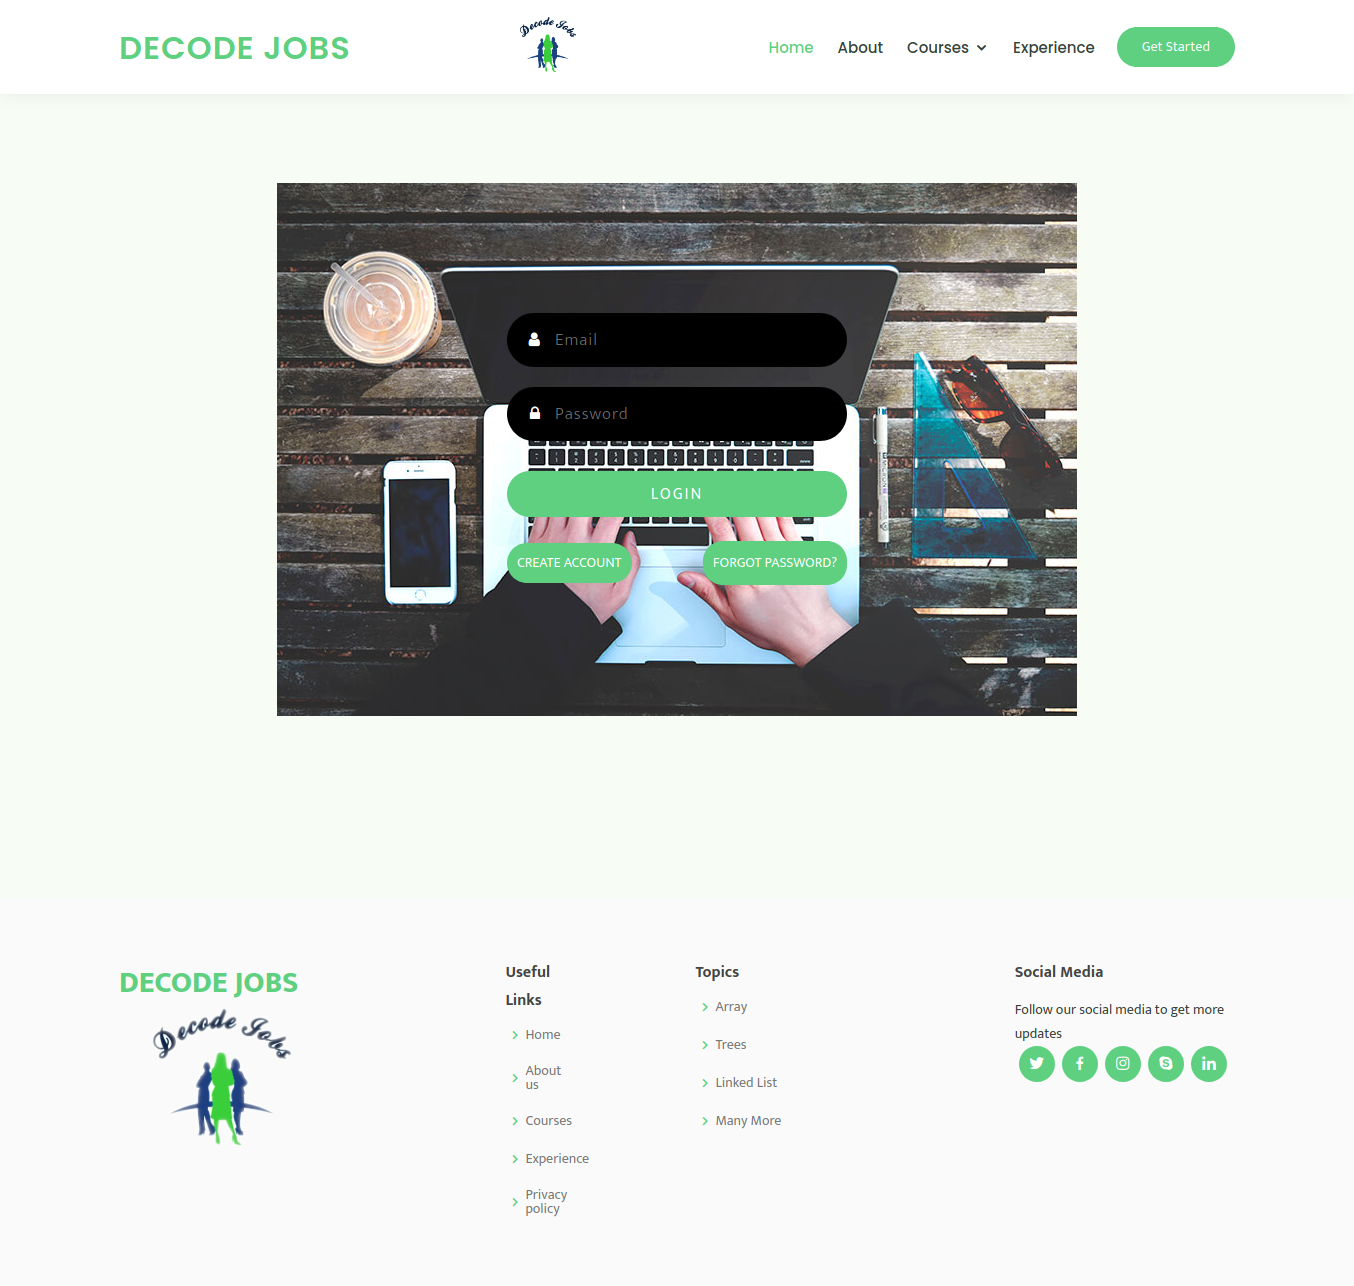 DECODE JOBS
Decode Jobs
Home
About
Courses
Experience
Get Started
Email
Password
LOGIN
CREATE ACCOUNT
FORGOT PASSWORD?
DECODE JOBS
Decode Jobs
Useful
Links
Home
About
us
Courses
Experience
Privacy
policy
Topics
Array
Trees
Linked List
Many More
Social Media
Follow our social media to get more
updates